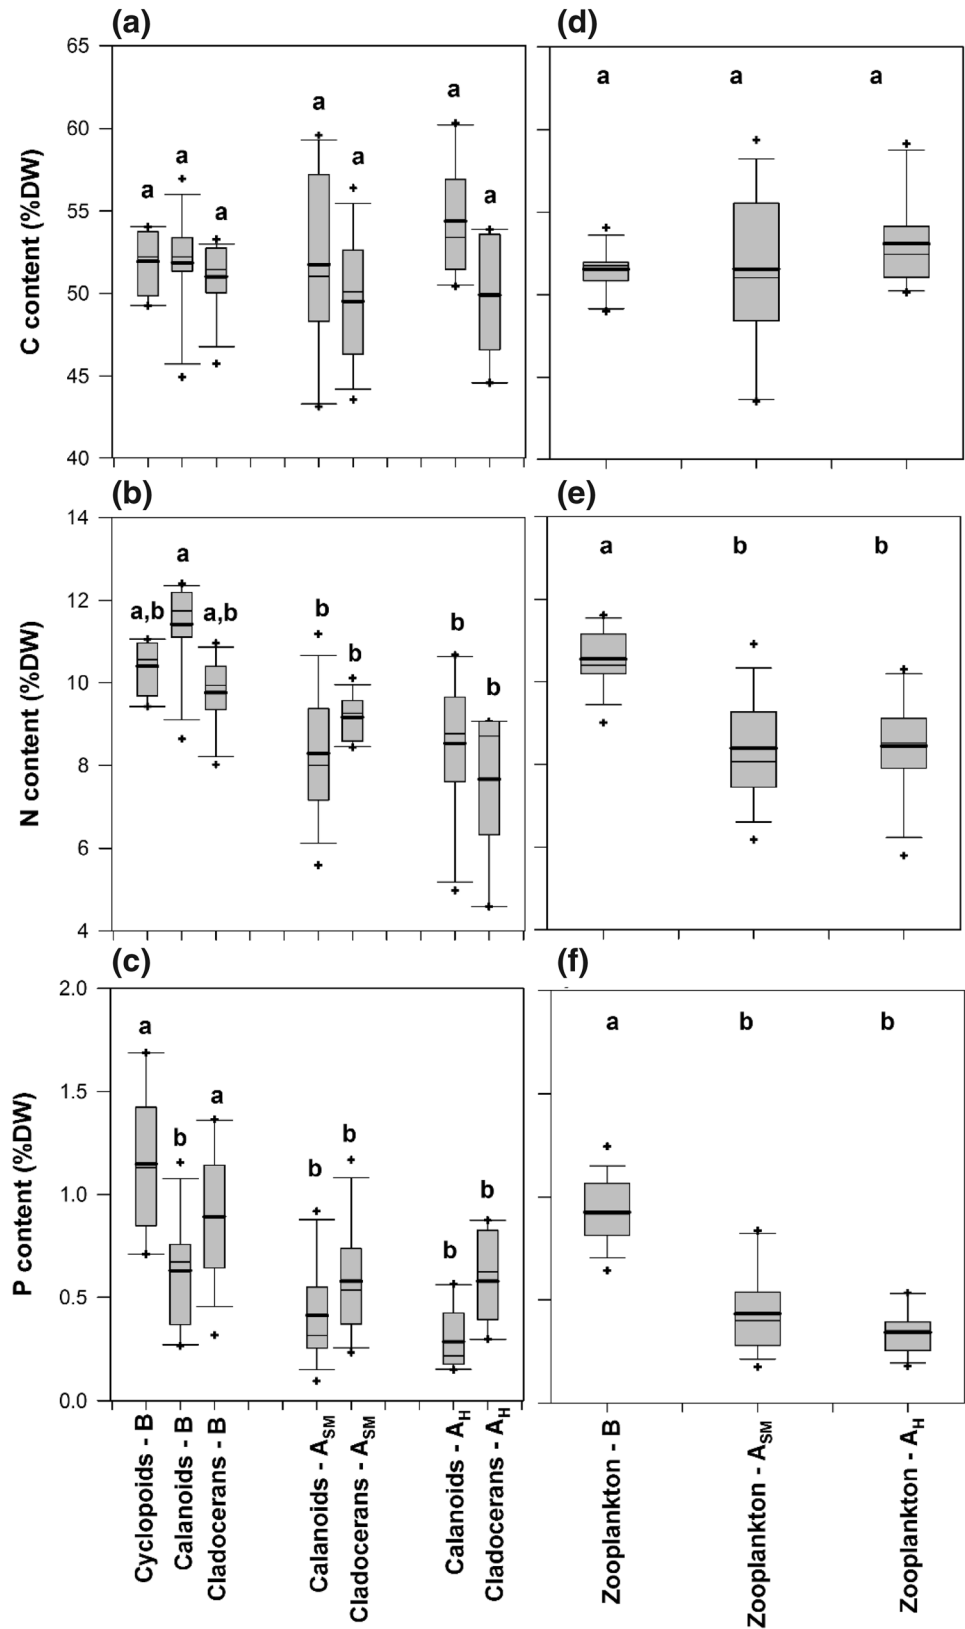 (a)
(d)
65
60
55
50
45
40
C content (%DW)
a
a
a
a
a
a
a
a
a
a
(b)
(e)
14
12
10
8
6
4
N content (%DW)
a,b
a
a,b
b
b
b
b
a
b
b
(c)
(f)
2.0
1.5
1.0
0.5
0.0
P content (%DW)
a
b
a
b
b
b
b
a
b
b
Cyclopoids - B
Calanoids - B
Cladocerans - B
Calanoids - ASM
Cladocerans - ASM
Calanoids - AH
Cladocerans - AH
Zooplankton - B
Zooplankton - ASM
Zooplankton - AH